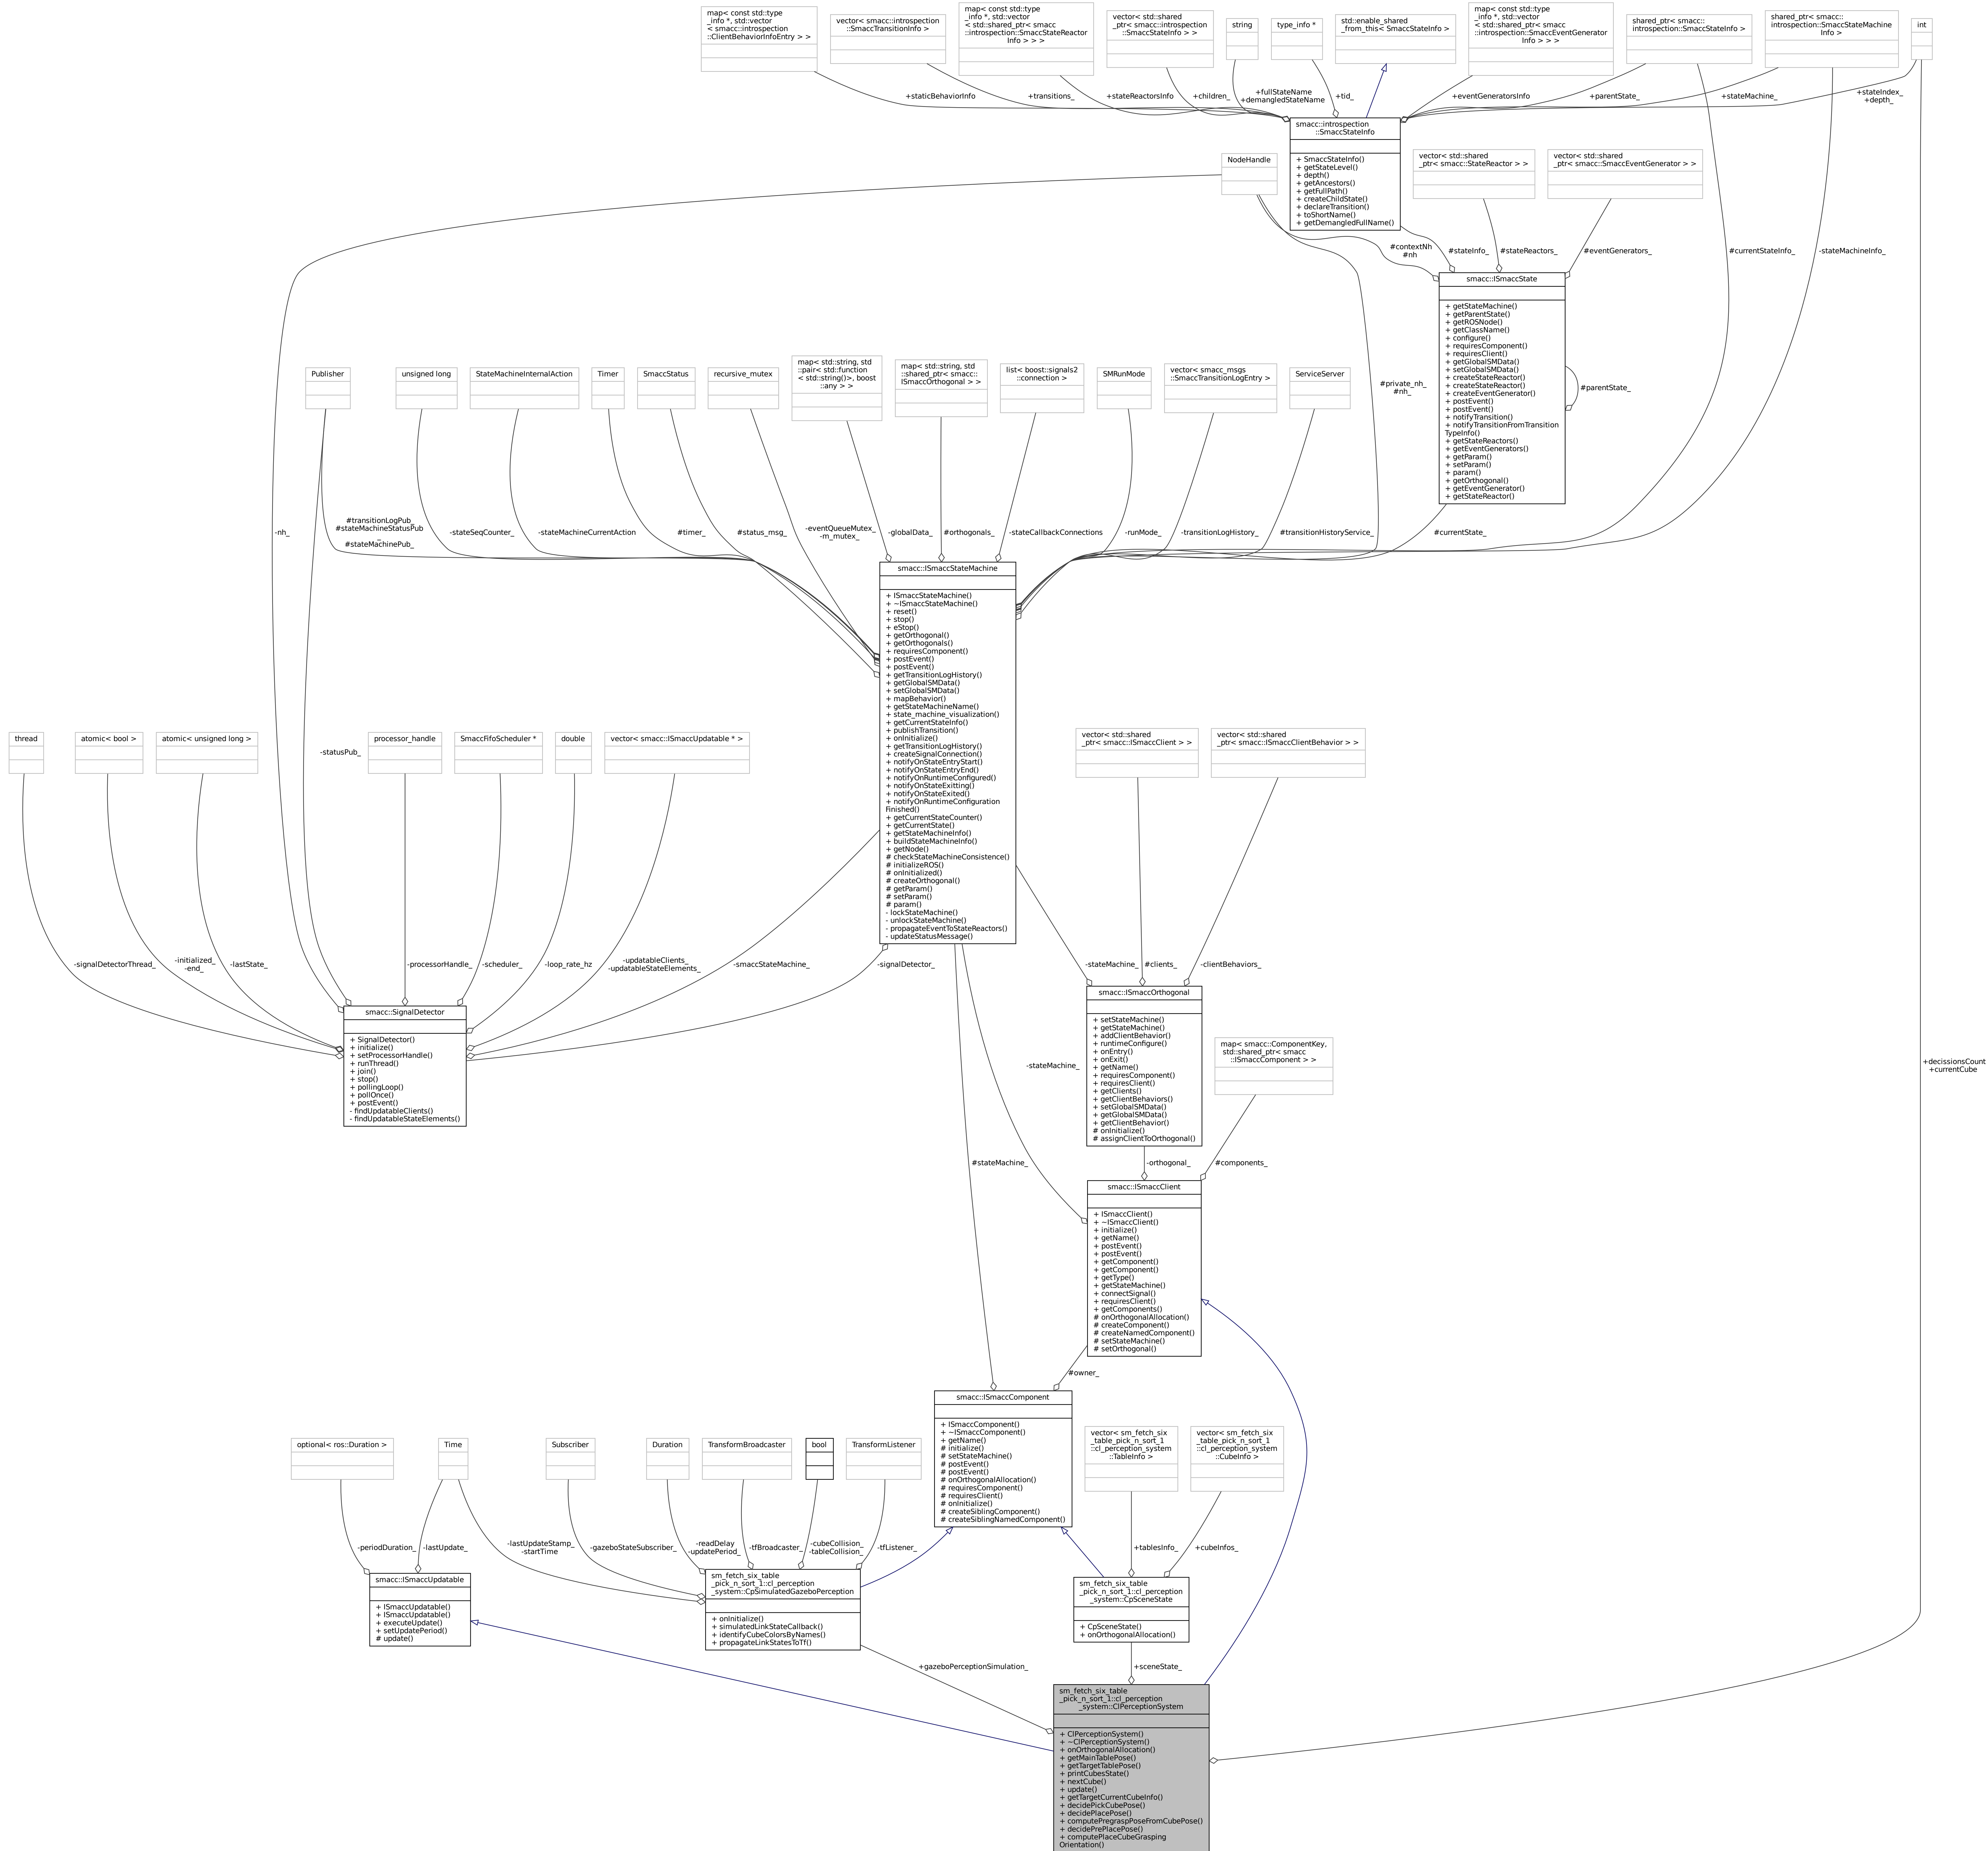 map< const std::type
_info *, std::vector
< smacc::introspection
::ClientBehaviorInfoEntry > >
vector< smacc::introspection
::SmaccTransitionInfo >
map< const std::type
_info *, std::vector
< std::shared_ptr< smacc
::introspection::SmaccStateReactor
Info > > >
vector< std::shared
_ptr< smacc::introspection
::SmaccStateInfo > >
string
type_info *
std::enable_shared
_from_this< SmaccStateInfo >
map< const std::type
_info *, std::vector
< std::shared_ptr< smacc
::introspection::SmaccEventGenerator
Info > > >
shared_ptr< smacc::
introspection::SmaccStateInfo >
shared_ptr< smacc::
introspection::SmaccStateMachine
Info >
int
+staticBehaviorInfo
+transitions_
+stateReactorsInfo
+children_
+fullStateName
+demangledStateName
+tid_
+eventGeneratorsInfo
+parentState_
+stateMachine_
+stateIndex_
+depth_
smacc::introspection
::SmaccStateInfo
+ SmaccStateInfo()
+ getStateLevel()
+ depth()
+ getAncestors()
+ getFullPath()
+ createChildState()
+ declareTransition()
+ toShortName()
+ getDemangledFullName()
NodeHandle
vector< std::shared
_ptr< smacc::StateReactor > >
vector< std::shared
_ptr< smacc::SmaccEventGenerator > >
#contextNh
#nh
#stateInfo_
#stateReactors_
#eventGenerators_
#currentStateInfo_
-stateMachineInfo_
smacc::ISmaccState
+ getStateMachine()
+ getParentState()
+ getROSNode()
+ getClassName()
+ configure()
+ requiresComponent()
+ requiresClient()
+ getGlobalSMData()
+ setGlobalSMData()
+ createStateReactor()
+ createStateReactor()
+ createEventGenerator()
+ postEvent()
+ postEvent()
+ notifyTransition()
+ notifyTransitionFromTransition
TypeInfo()
+ getStateReactors()
+ getEventGenerators()
+ getParam()
+ setParam()
+ param()
+ getOrthogonal()
+ getEventGenerator()
+ getStateReactor()
#parentState_
Publisher
unsigned long
StateMachineInternalAction
Timer
SmaccStatus
recursive_mutex
map< std::string, std
::pair< std::function
< std::string()>, boost
::any > >
map< std::string, std
::shared_ptr< smacc::
ISmaccOrthogonal > >
list< boost::signals2
::connection >
SMRunMode
vector< smacc_msgs
::SmaccTransitionLogEntry >
ServiceServer
#private_nh_
#nh_
-nh_
#transitionLogPub_
#stateMachineStatusPub
_
#stateMachinePub_
-stateSeqCounter_
-stateMachineCurrentAction
#timer_
#status_msg_
-eventQueueMutex_
-m_mutex_
-globalData_
#orthogonals_
-stateCallbackConnections
-runMode_
-transitionLogHistory_
#transitionHistoryService_
#currentState_
smacc::ISmaccStateMachine
+ ISmaccStateMachine()
+ ~ISmaccStateMachine()
+ reset()
+ stop()
+ eStop()
+ getOrthogonal()
+ getOrthogonals()
+ requiresComponent()
+ postEvent()
+ postEvent()
+ getTransitionLogHistory()
+ getGlobalSMData()
+ setGlobalSMData()
+ mapBehavior()
+ getStateMachineName()
+ state_machine_visualization()
+ getCurrentStateInfo()
+ publishTransition()
+ onInitialize()
+ getTransitionLogHistory()
+ createSignalConnection()
+ notifyOnStateEntryStart()
+ notifyOnStateEntryEnd()
+ notifyOnRuntimeConfigured()
+ notifyOnStateExitting()
+ notifyOnStateExited()
+ notifyOnRuntimeConfiguration
Finished()
+ getCurrentStateCounter()
+ getCurrentState()
+ getStateMachineInfo()
+ buildStateMachineInfo()
+ getNode()
# checkStateMachineConsistence()
# initializeROS()
# onInitialized()
# createOrthogonal()
# getParam()
# setParam()
# param()
- lockStateMachine()
- unlockStateMachine()
- propagateEventToStateReactors()
- updateStatusMessage()
thread
atomic< bool >
atomic< unsigned long >
-statusPub_
processor_handle
SmaccFifoScheduler *
double
vector< smacc::ISmaccUpdatable * >
vector< std::shared
_ptr< smacc::ISmaccClient > >
vector< std::shared
_ptr< smacc::ISmaccClientBehavior > >
-signalDetectorThread_
-initialized_
-end_
-lastState_
-processorHandle_
-scheduler_
-loop_rate_hz
-updatableClients_
-updatableStateElements_
-smaccStateMachine_
-signalDetector_
-stateMachine_
#clients_
-clientBehaviors_
smacc::SignalDetector
+ SignalDetector()
+ initialize()
+ setProcessorHandle()
+ runThread()
+ join()
+ stop()
+ pollingLoop()
+ pollOnce()
+ postEvent()
- findUpdatableClients()
- findUpdatableStateElements()
smacc::ISmaccOrthogonal
+ setStateMachine()
+ getStateMachine()
+ addClientBehavior()
+ runtimeConfigure()
+ onEntry()
+ onExit()
+ getName()
+ requiresComponent()
+ requiresClient()
+ getClients()
+ getClientBehaviors()
+ setGlobalSMData()
+ getGlobalSMData()
+ getClientBehavior()
# onInitialize()
# assignClientToOrthogonal()
map< smacc::ComponentKey,
std::shared_ptr< smacc
::ISmaccComponent > >
-stateMachine_
+decissionsCount
+currentCube
#stateMachine_
-orthogonal_
#components_
smacc::ISmaccClient
+ ISmaccClient()
+ ~ISmaccClient()
+ initialize()
+ getName()
+ postEvent()
+ postEvent()
+ getComponent()
+ getComponent()
+ getType()
+ getStateMachine()
+ connectSignal()
+ requiresClient()
+ getComponents()
# onOrthogonalAllocation()
# createComponent()
# createNamedComponent()
# setStateMachine()
# setOrthogonal()
#owner_
smacc::ISmaccComponent
+ ISmaccComponent()
+ ~ISmaccComponent()
+ getName()
# initialize()
# setStateMachine()
# postEvent()
# postEvent()
# onOrthogonalAllocation()
# requiresComponent()
# requiresClient()
# onInitialize()
# createSiblingComponent()
# createSiblingNamedComponent()
optional< ros::Duration >
Time
Subscriber
Duration
TransformBroadcaster
bool
TransformListener
vector< sm_fetch_six
_table_pick_n_sort_1
::cl_perception_system
::TableInfo >
vector< sm_fetch_six
_table_pick_n_sort_1
::cl_perception_system
::CubeInfo >
-periodDuration_
-lastUpdate_
-lastUpdateStamp_
-startTime
-gazeboStateSubscriber_
-readDelay
-updatePeriod_
-tfBroadcaster_
-cubeCollision_
-tableCollision_
-tfListener_
+tablesInfo_
+cubeInfos_
smacc::ISmaccUpdatable
+ ISmaccUpdatable()
+ ISmaccUpdatable()
+ executeUpdate()
+ setUpdatePeriod()
# update()
sm_fetch_six_table
_pick_n_sort_1::cl_perception
_system::CpSimulatedGazeboPerception
+ onInitialize()
+ simulatedLinkStateCallback()
+ identifyCubeColorsByNames()
+ propagateLinkStatesToTf()
sm_fetch_six_table
_pick_n_sort_1::cl_perception
_system::CpSceneState
+ CpSceneState()
+ onOrthogonalAllocation()
+gazeboPerceptionSimulation_
+sceneState_
sm_fetch_six_table
_pick_n_sort_1::cl_perception
_system::ClPerceptionSystem
+ ClPerceptionSystem()
+ ~ClPerceptionSystem()
+ onOrthogonalAllocation()
+ getMainTablePose()
+ getTargetTablePose()
+ printCubesState()
+ nextCube()
+ update()
+ getTargetCurrentCubeInfo()
+ decidePickCubePose()
+ decidePlacePose()
+ computePregraspPoseFromCubePose()
+ decidePrePlacePose()
+ computePlaceCubeGrasping
Orientation()